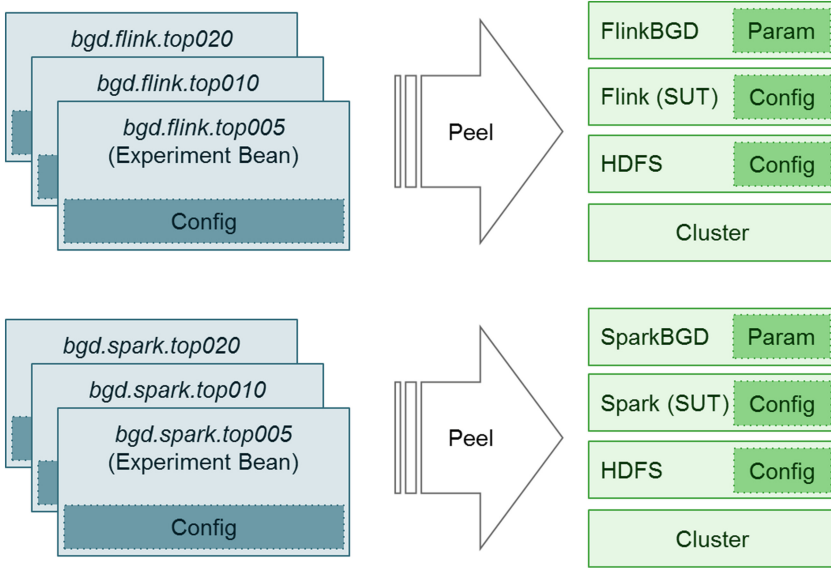 bgd.flink.top020
bgd.flink.top010
bgd.flink.top005
(Experiment Bean)
Config
Peel
FlinkBGD Param
Flink (SUT) Config
HDFS Config
Cluster
bgd.spark.top020
bgd.spark.top010
bgd.spark.top005
(Experiment Bean)
Config
Peel
SparkBGD Param
Spark (SUT) Config
HDFS Config
Cluster